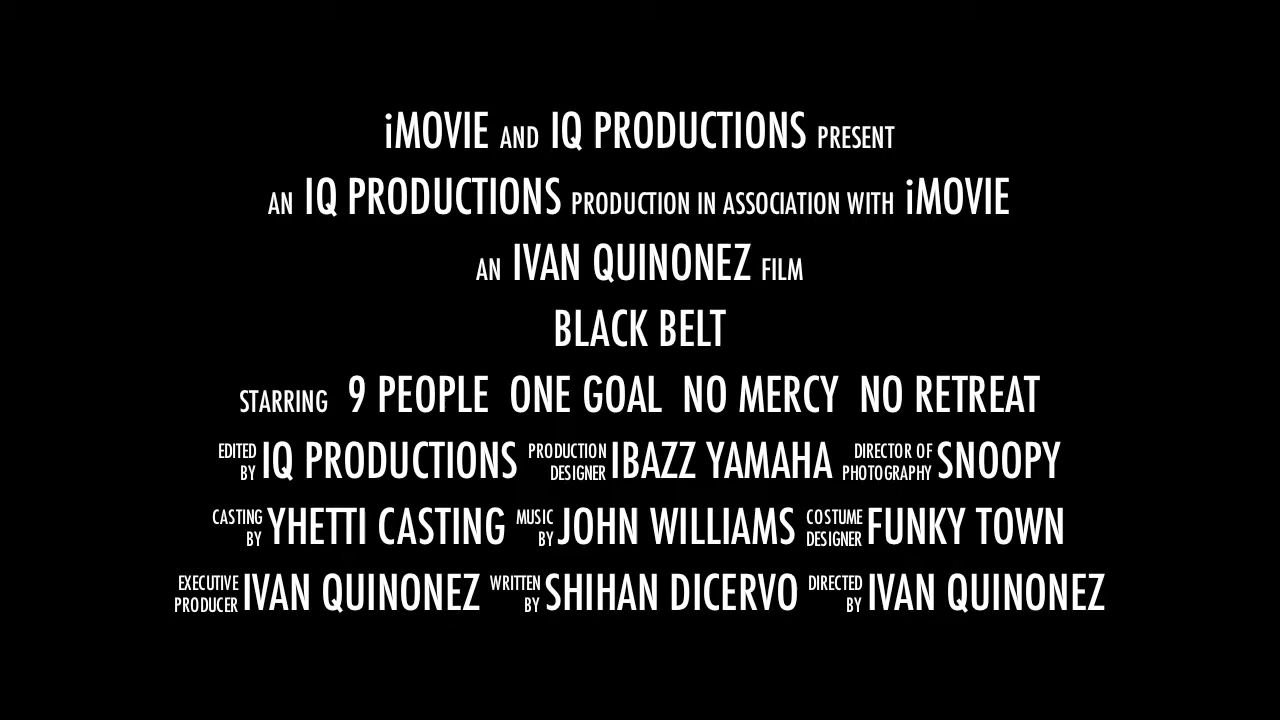 iMOVIE AND IQ PRODUCTIONS PRESENT
AN IQ PRODUCTIONS PRODUCTION IN ASSOCIATION WITH iMOVIE
AN IVAN QUINONEZ FILM
BLACK BELT
STARRING 9 PEOPLE ONE GOAL NO MERCY NO RETREAT
EDITED BY IQ PRODUCTIONS PRODUCTION DESIGNER IBAZZ YAMAHA DIRECTOR OF PHOTOGRAPHY SNOOPY
CASTING BY YHETTI CASTING MUSIC BY JOHN WILLIAMS COSTUME DESIGNER FUNKY TOWN
EXECUTIVE PRODUCER IVAN QUINONEZ WRITTEN BY SHIHAN DICERVO DIRECTED BY IVAN QUINONEZ